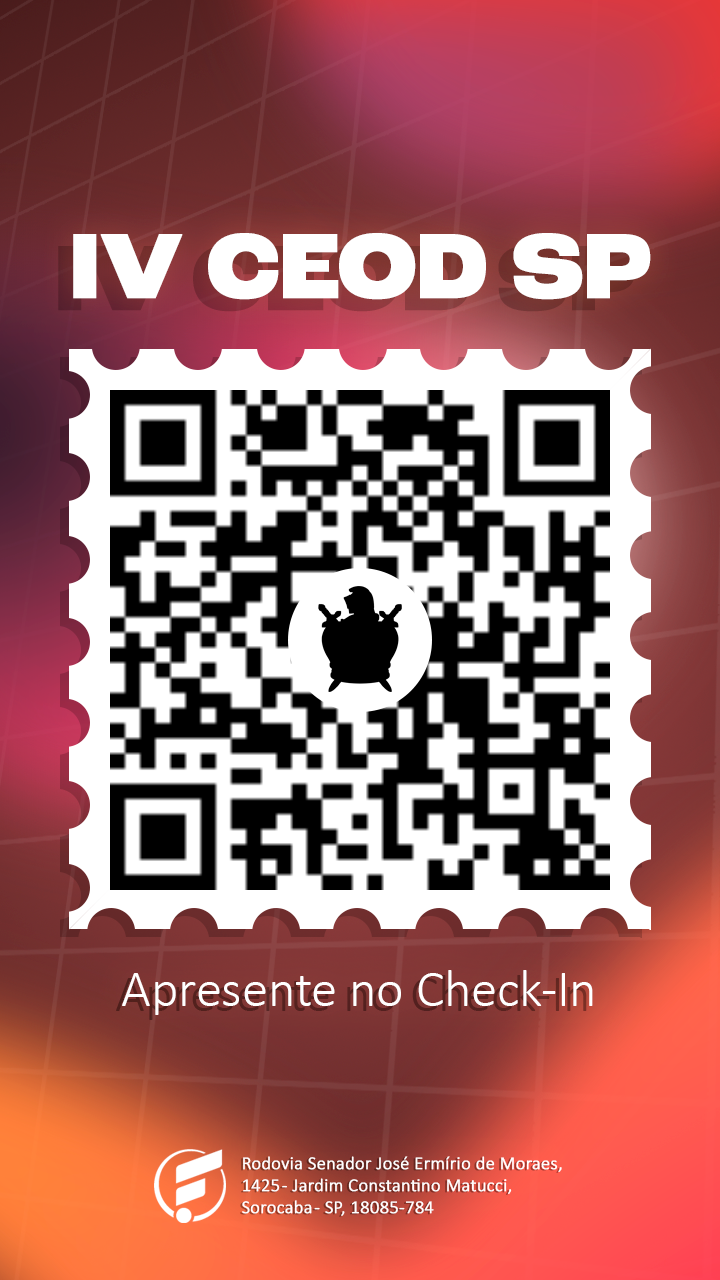 IV CEOD SP
Apresente no Check-In
Rodovia Senador José Ermírio de Moraes,
1425- Jardim Constantino Matucci,
Sorocaba- SP, 18085-784